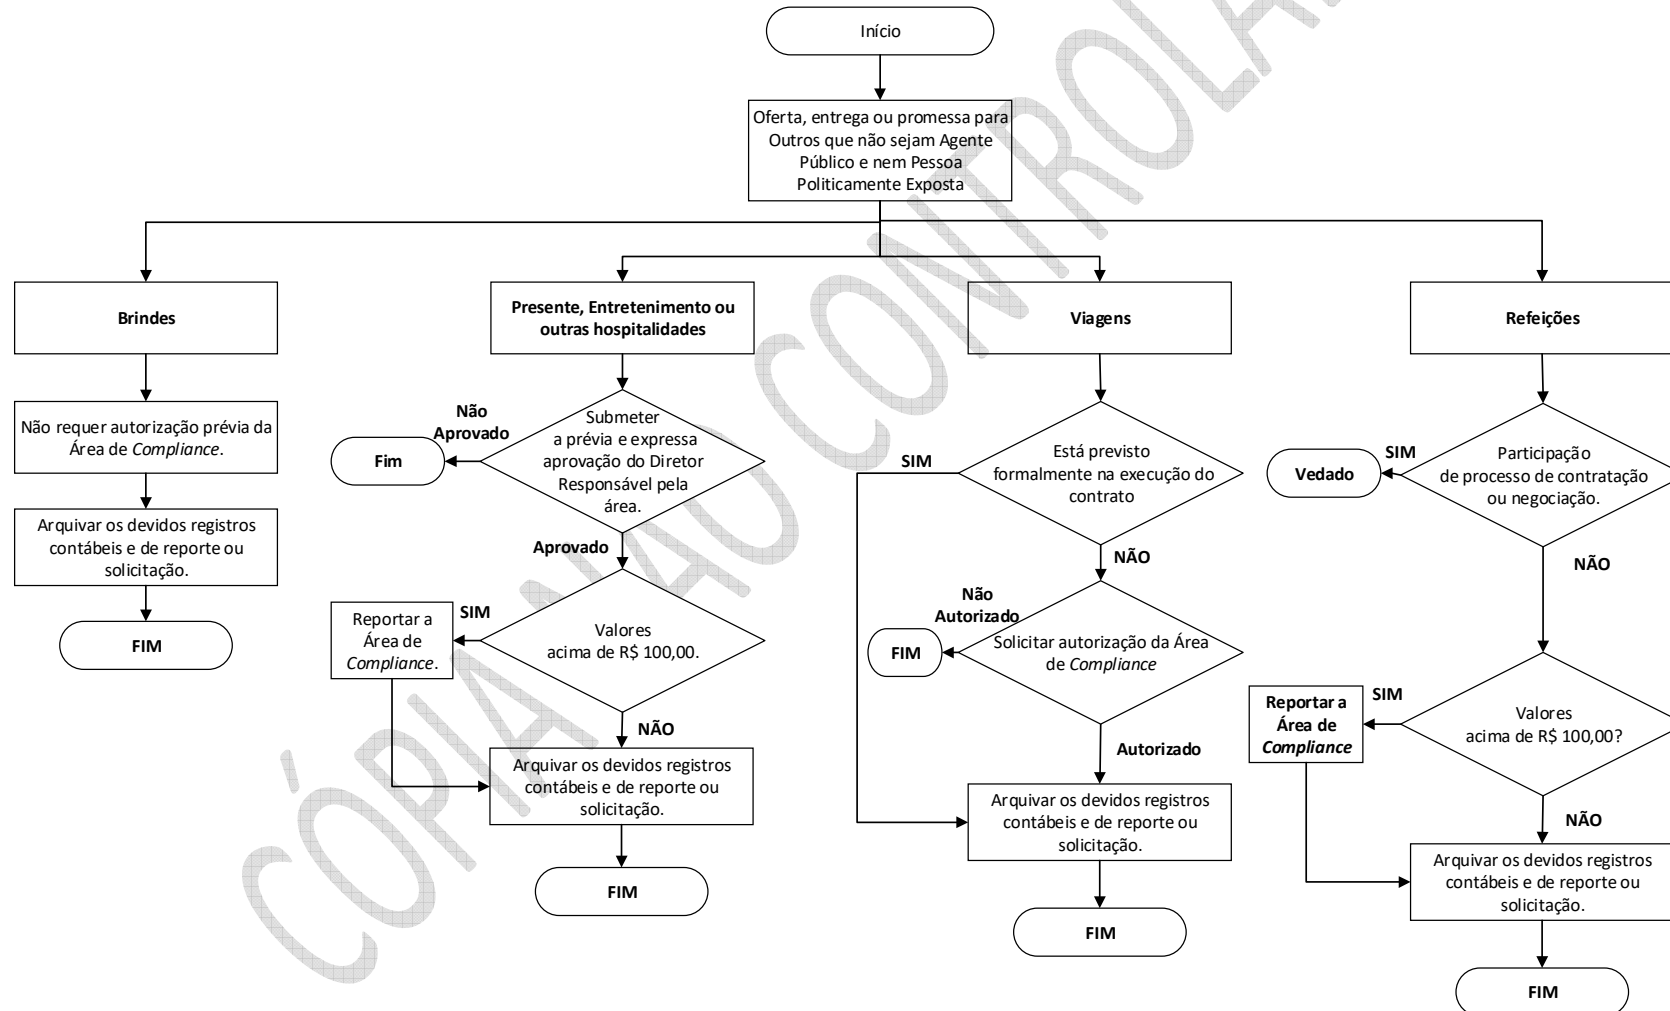 Início
Oferta, entrega ou promessa para
Outros que não sejam Agente
Público e nem Pessoa
Politicamente Exposta
Brindes
Não requer autorização prévia da
Área de Compliance.
Arquivar os devidos registros
contábeis e de reporte ou
solicitação.
FIM
Presente, Entretenimento ou
outras hospitalidades
Submeter
a prévia e expressa
aprovação do Diretor
Responsável pela
área.
Não
Aprovado
Fim
Aprovado
Valores
acima de R$ 100,00.
SIM
Reportar a
Área de
Compliance.
NÃO
Arquivar os devidos registros
contábeis e de reporte ou
solicitação.
FIM
Viagens
Está previsto
formalmente na execução do
contrato
SIM
NÃO
Solicitar autorização da Área
de Compliance
Não
Autorizado
FIM
Autorizado
Arquivar os devidos registros
contábeis e de reporte ou
solicitação.
FIM
Refeições
Participação
de processo de contratação
ou negociação.
SIM
Vedado
NÃO
Valores
acima de R$ 100,00?
SIM
Reportar a
Área de
Compliance
NÃO
Arquivar os devidos registros
contábeis e de reporte ou
solicitação.
FIM
CÓPIA NÃO